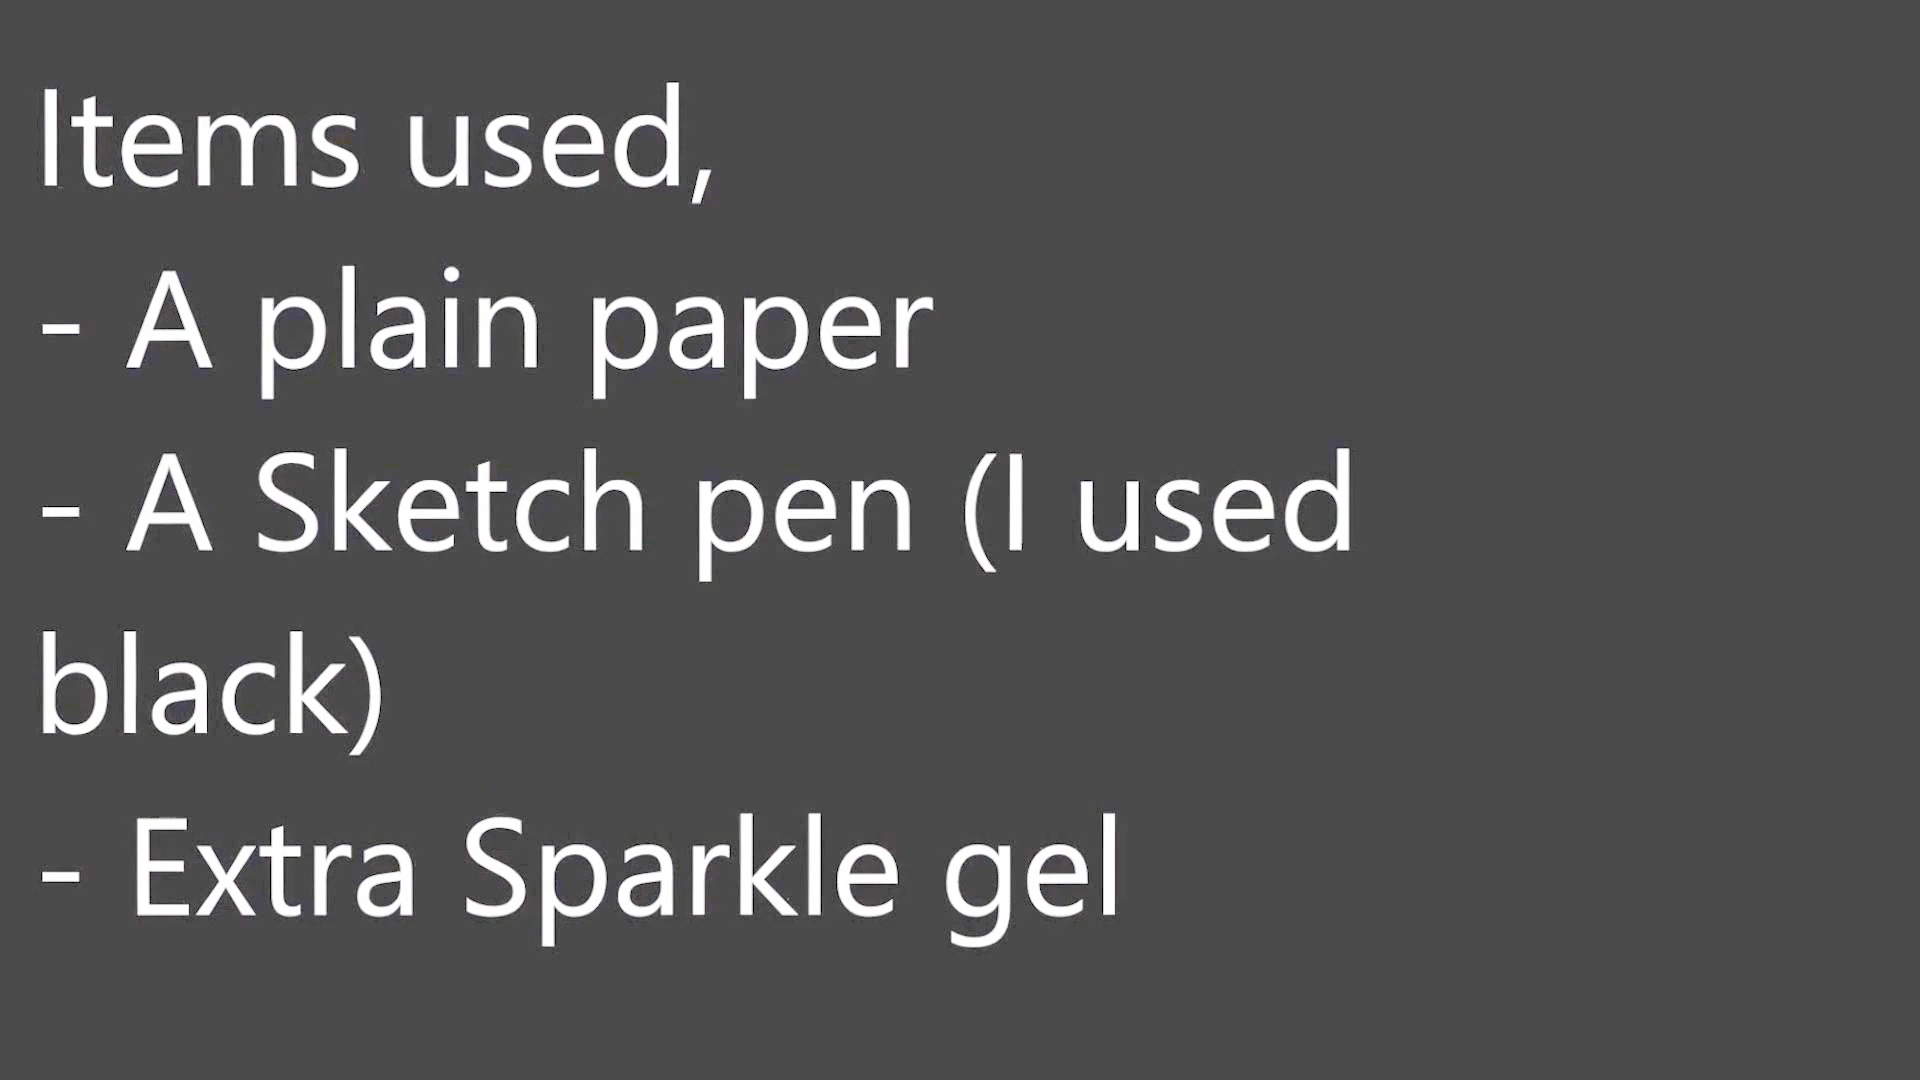 Items used,
- A plain paper
- A Sketch pen (I used
black)
- Extra Sparkle gel